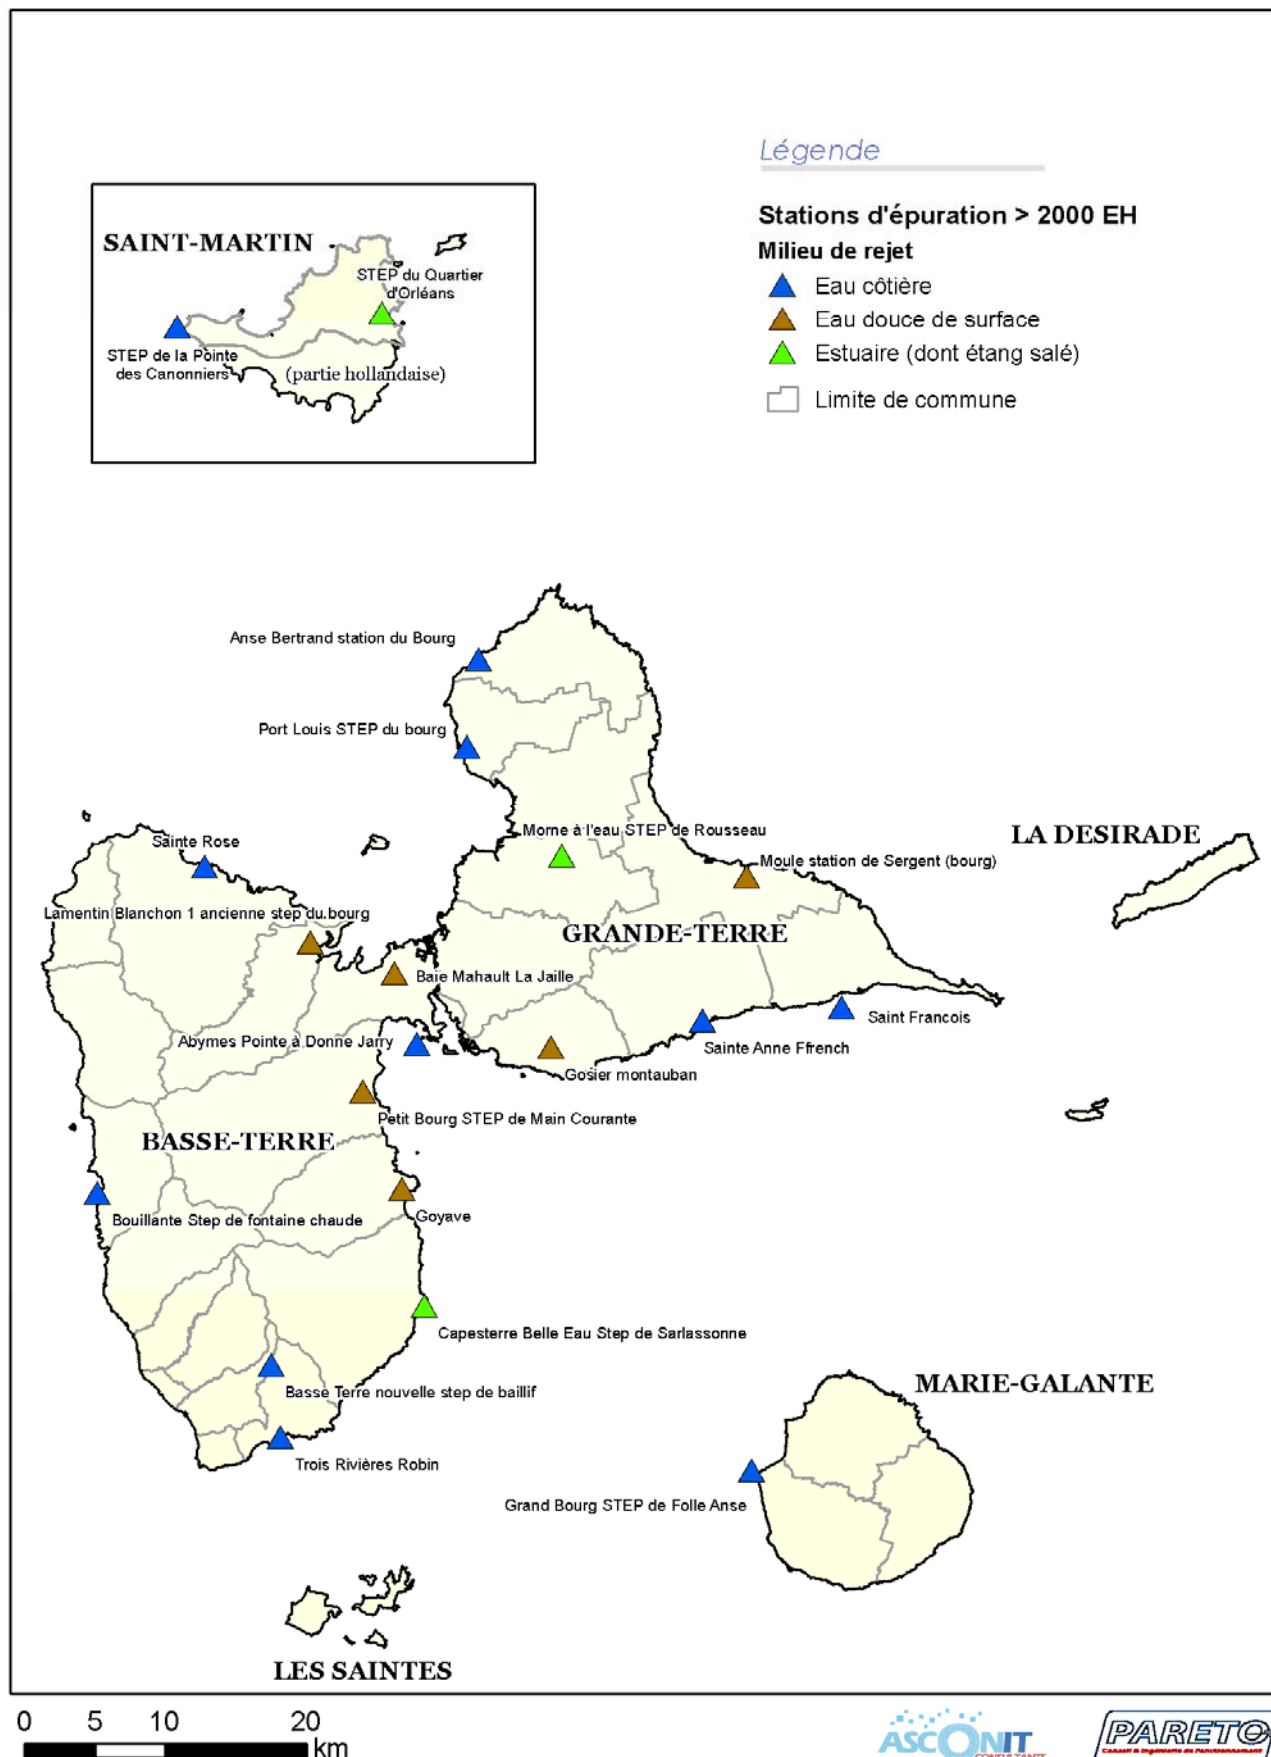 Légende
Stations d'épuration > 2000 EH
Milieu de rejet
Eau côtière
Eau douce de surface
Estuaire (dont étang salé)
Limite de commune
SAINT-MARTIN
STEP du Quartier
d'Orléans
STEP de la Pointe
des Canonniers
(partie hollandaise)
Anse Bertrand station du Bourg
Port Louis STEP du bourg
Morne à l'eau STEP de Rousseau
LA DESIRADE
Sainte Rose
Moule station de Sergent (bourg)
Lamentin Blanchon 1 ancienne step du bourg
GRANDE-TERRE
Baie Mahault La Jaille
Saint Francois
Abymes Pointe à Donne Jarry
Sainte Anne Ffrench
Gosier montauban
Petit Bourg STEP de Main Courante
BASSE-TERRE
Goyave
Bouillante Step de fontaine chaude
Capesterre Belle Eau Step de Sarlassonne
MARIE-GALANTE
Basse Terre nouvelle step de baillif
Trois Rivières Robin
Grand Bourg STEP de Folle Anse
LES SAINTES
0 5 10 20
km
ASCONIT
CONSULTANTS
PARETO
Conseil & Ingénierie de l'environnement